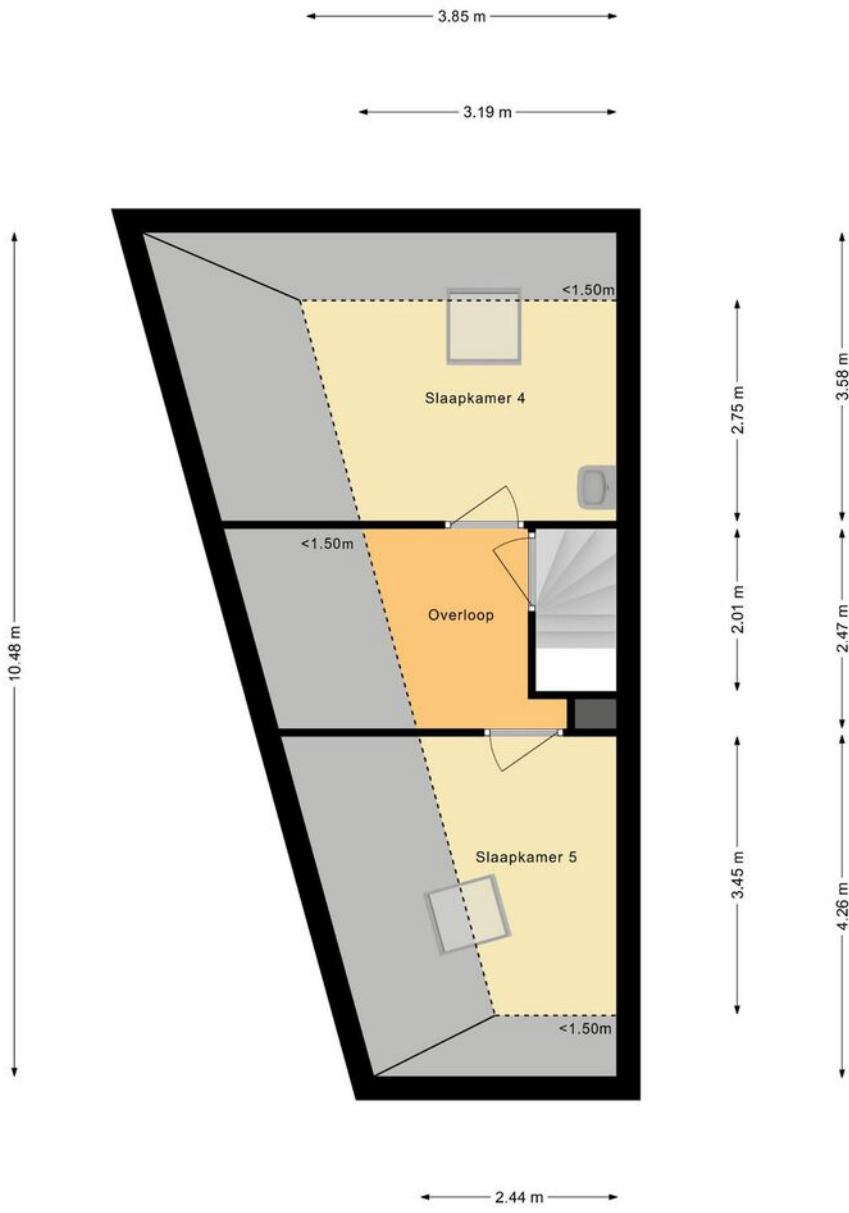 3.85 m
3.19 m
<1.50m
Slaapkamer 4
3.58 m
2.75 m
<1.50m
Overloop
2.01 m
2.47 m
10.48 m
Slaapkamer 5
3.45 m
4.26 m
<1.50m
2.44 m